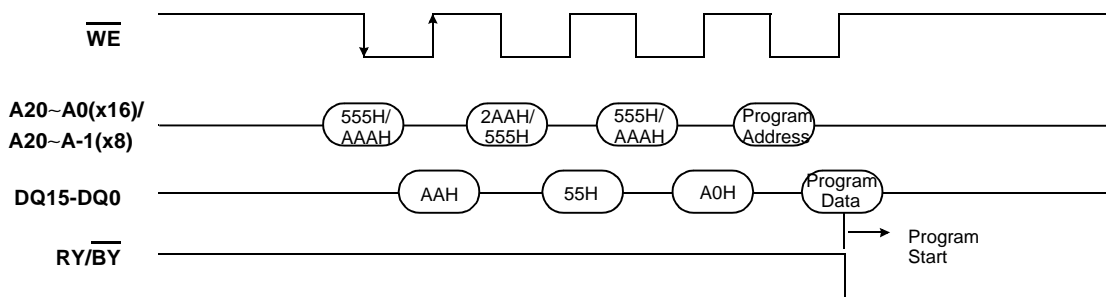 WE
A20~A0(x16)/
A20~A-1(x8)
555H/
AAAH
2AAH/
555H
555H/
AAAH
Program
Address
DQ15-DQ0
AAH
55H
A0H
Program
Data
RY/BY
Program
Start